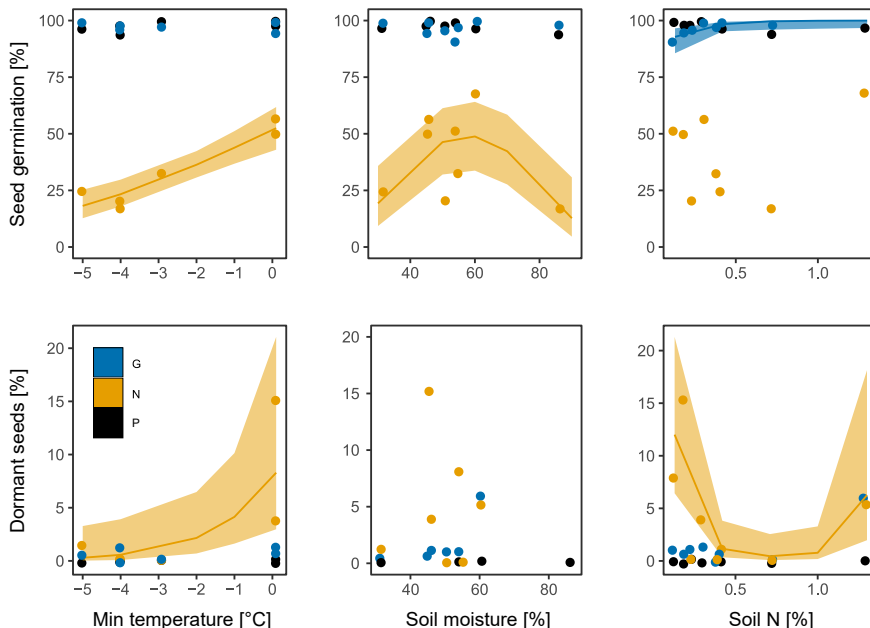 Seed germination [%]
100
75
50
25
0
−5 −4 −3 −2 −1 0
100
75
50
25
0
40 60 80
100
75
50
25
0
0.5 1.0
Dormant seeds [%]
20
15
10
5
0
G
N
P
−5 −4 −3 −2 −1 0
Min temperature [°C]
20
15
10
5
0
40 60 80
Soil moisture [%]
20
15
10
5
0
0.5 1.0
Soil N [%]